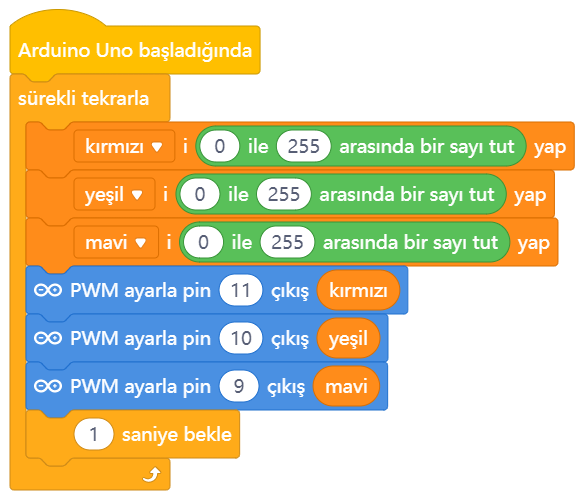 Arduino Uno başladığında
sürekli tekrarla
kırmızı i 0 ile 255 arasında bir sayı tut yap
yeşil i 0 ile 255 arasında bir sayı tut yap
mavi i 0 ile 255 arasında bir sayı tut yap
PWM ayarla pin 11 çıkış kırmızı
PWM ayarla pin 10 çıkış yeşil
PWM ayarla pin 9 çıkış mavi
1 saniye bekle